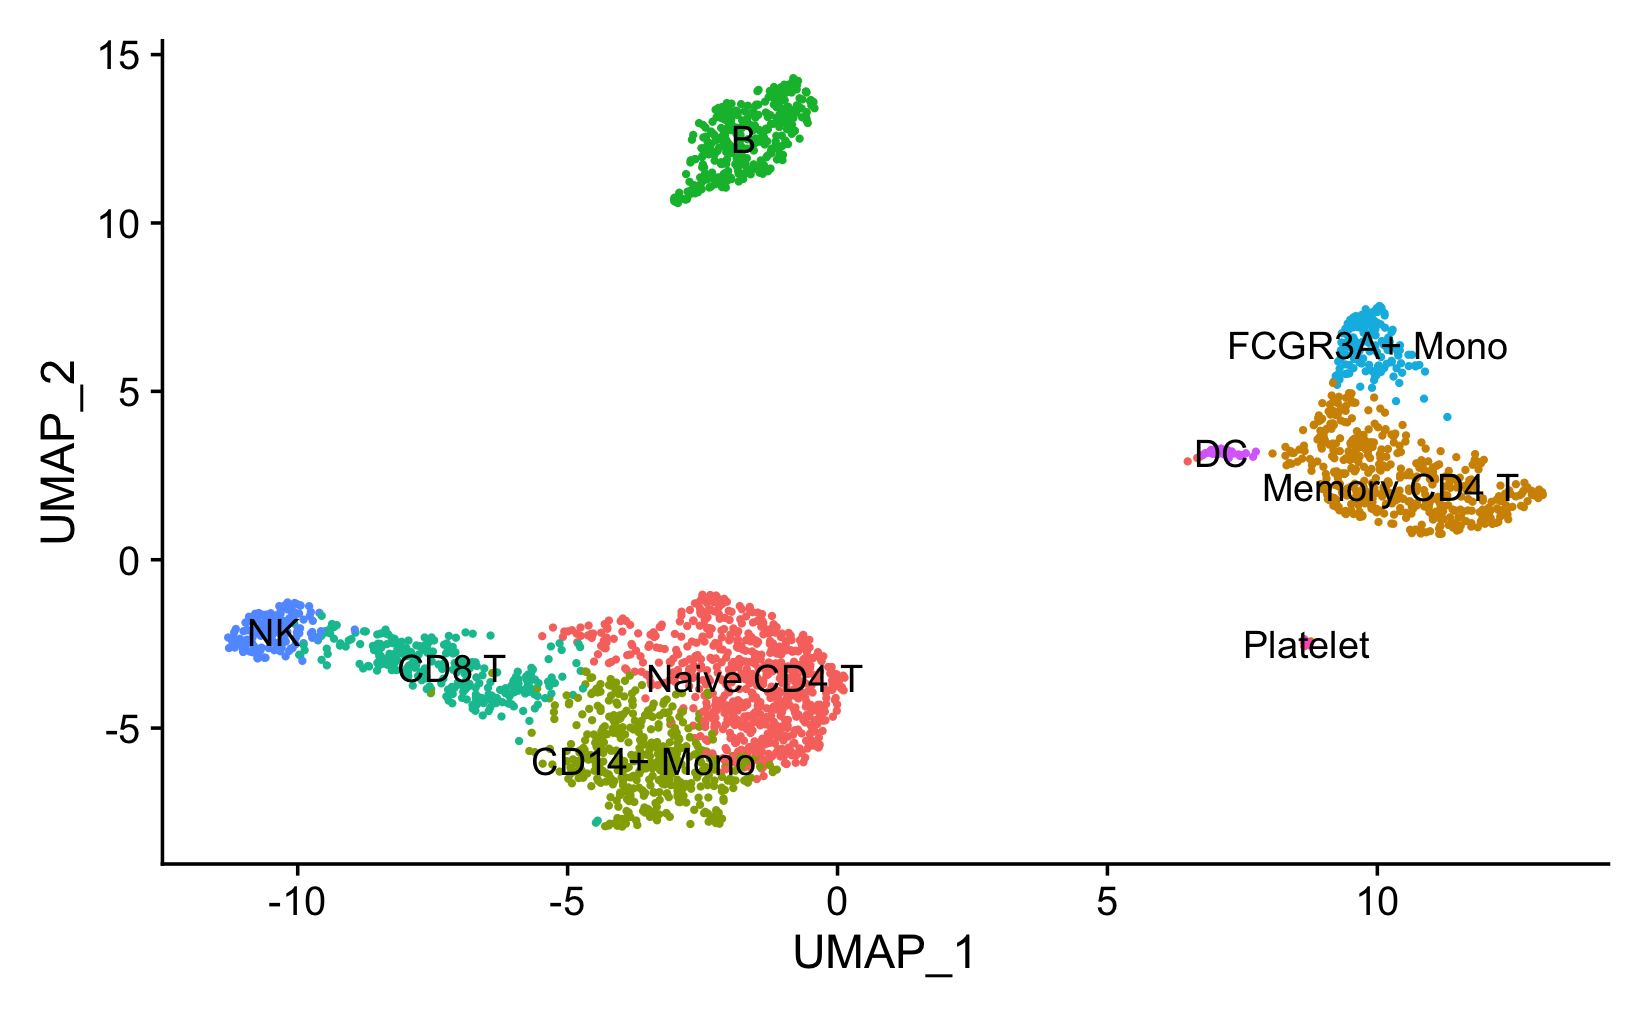 15
B
10
FCGR3A+ Mono
5
DC
Memory CD4 T
UMAP_2
0
NK
Platelet
CD8 T
Naive CD4 T
-5
CD14+ Mono
-10 -5 0 5 10
UMAP_1